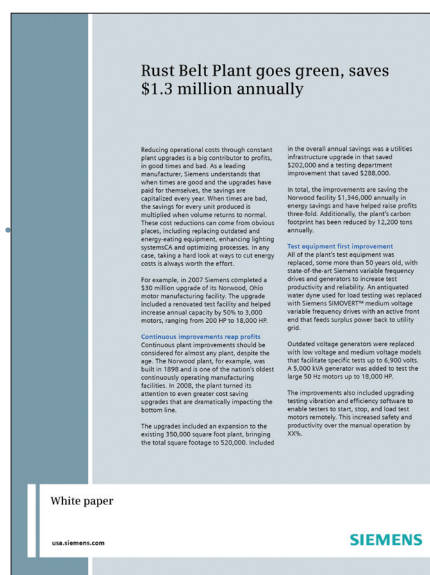 Rust Belt Plant goes green, saves
$1.3 million annually
Reducing operational costs through constant
plant upgrades is a big contributor to profits,
in good times and bad. As a leading
manufacturer, Siemens understands that
when times are good and the upgrades have
paid for themselves, the savings are
capitalized every year. When times are bad,
the savings for every unit produced is
multiplied when volume returns to normal.
These cost reductions can come from obvious
places, including replacing outdated and
energy-eating equipment, enhancing lighting
systemsCA and optimizing processes. In any
case, taking a hard look at ways to cut energy
costs is always worth the effort.
For example, in 2007 Siemens completed a
$30 million upgrade of its Norwood, Ohio
motor manufacturing facility. The upgrade
included a renovated test facility and helped
increase annual capacity by 50% to 3,000
motors, ranging from 200 HP to 18,000 HP.
Continuous improvements reap profits
Continuous plant improvements should be
considered for almost any plant, despite the
age. The Norwood plant, for example, was
built in 1898 and is one of the nation's oldest
continuously operating manufacturing
facilities. In 2008, the plant turned its
attention to even greater cost saving
upgrades that are dramatically impacting the
bottom line.
The upgrades included an expansion to the
existing 350,000 square foot plant, bringing
the total square footage to 520,000. Included
in the overall annual savings was a utilities
infrastructure upgrade in that saved
$202,000 and a testing department
improvement that saved $288,000.
In total, the improvements are saving the
Norwood facility $1,346,000 annually in
energy savings and have helped raise profits
three-fold. Additionally, the plant's carbon
footprint has been reduced by 12,200 tons
annually.
Test equipment first improvement
All of the plant's test equipment was
replaced, some more than 50 years old, with
state-of-the-art Siemens variable frequency
drives and generators to increase test
productivity and reliability. An antiquated
water dyne used for load testing was replaced
with Siemens SIMOVERT™ medium voltage
variable frequency drives with an active front
end that feeds surplus power back to utility
grid.
Outdated voltage generators were replaced
with low voltage and medium voltage models
that facilitate specific tests up to 6,900 volts.
A 5,000 kVA generator was added to test the
large 50 Hz motors up to 18,000 HP.
The improvements also included upgrading
testing vibration and efficiency software to
enable testers to start, stop, and load test
motors remotely. This increased safety and
productivity over the manual operation by
XX%.
White paper
usa.siemens.com
SIEMENS